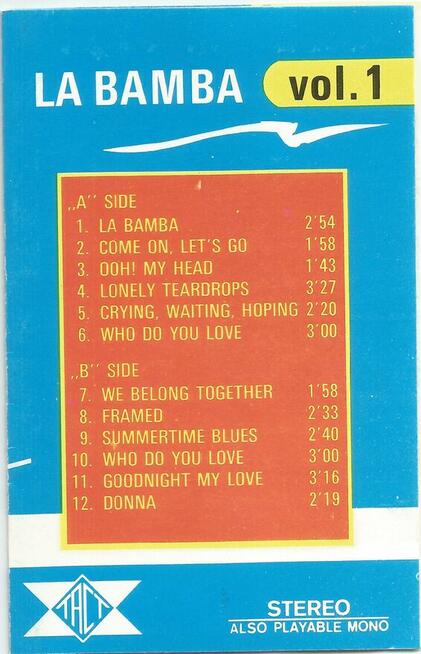 LA BAMBA vol.1
„A" SIDE
1. LA BAMBA 2'54
2. COME ON, LET'S GO 1'58
3. OOH! MY HEAD 1'43
4. LONELY TEARDROPS 3'27
5. CRYING, WAITING, HOPING 2'20
6. WHO DO YOU LOVE 3'00
„B" SIDE
7. WE BELONG TOGETHER 1'58
8. FRAMED 2'33
9. SUMMERTIME BLUES 2'40
10. WHO DO YOU LOVE 3'00
11. GOODNIGHT MY LOVE 3'16
12. DONNA 2'19
TACT
STEREO
ALSO PLAYABLE MONO